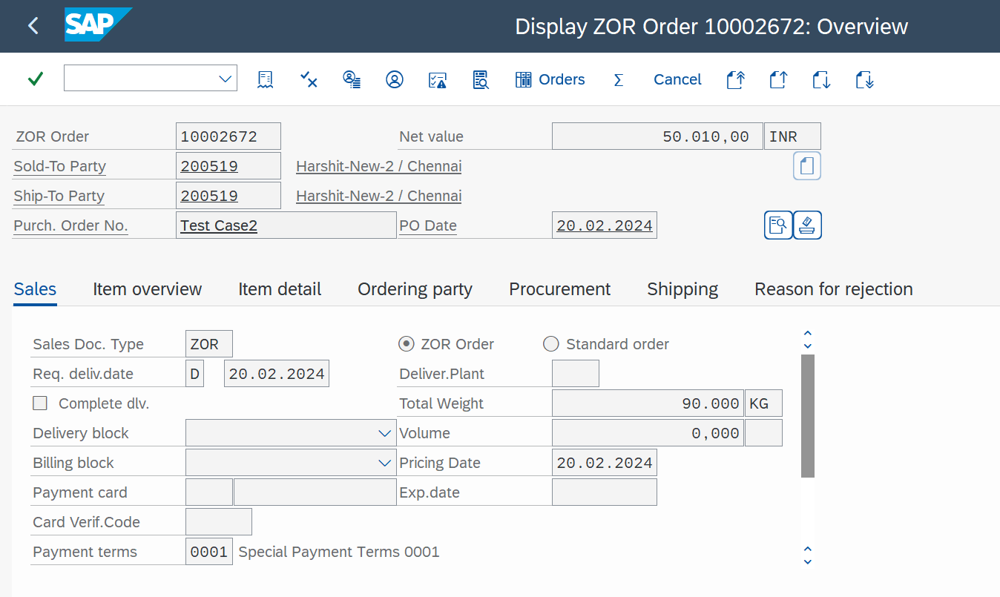 SAP Display ZOR Order 10002672: Overview
Orders Σ Cancel
ZOR Order 10002672 Net value 50.010,00 INR
Sold-To Party 200519 Harshit-New-2 / Chennai
Ship-To Party 200519 Harshit-New-2 / Chennai
Purch. Order No. Test Case2 PO Date 20.02.2024
Sales Item overview Item detail Ordering party Procurement Shipping Reason for rejection
Sales Doc. Type ZOR ZOR Order Standard order
Req. deliv.date D 20.02.2024 Deliver.Plant
Complete dlv. Total Weight 90.000 KG
Delivery block Volume 0,000
Billing block Pricing Date 20.02.2024
Payment card Exp.date
Card Verif.Code
Payment terms 0001 Special Payment Terms 0001